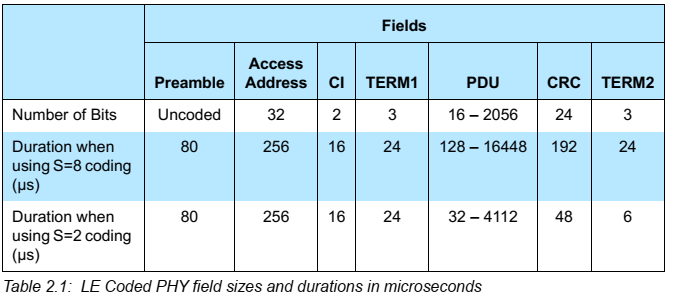 Fields
Preamble Access Address CI TERM1 PDU CRC TERM2
Number of Bits Uncoded 32 2 3 16 – 2056 24 3
Duration when using S=8 coding (µs) 80 256 16 24 128 – 16448 192 24
Duration when using S=2 coding (µs) 80 256 16 24 32 – 4112 48 6
Table 2.1: LE Coded PHY field sizes and durations in microseconds